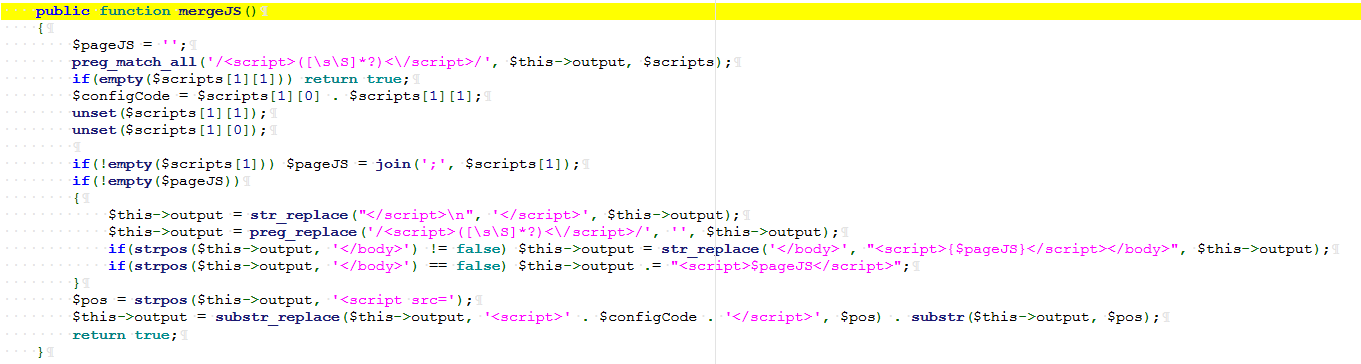 public function mergeJS()
{
$pageJS = '';
preg_match_all('/<script>([\s\S]*?)<\/script>/', $this->output, $scripts);
if(empty($scripts[1][1])) return true;
$configCode = $scripts[1][0] . $scripts[1][1];
unset($scripts[1][1]);
unset($scripts[1][0]);
if(!empty($scripts[1])) $pageJS = join(';', $scripts[1]);
if(!empty($pageJS))
{
$this->output = str_replace("</script>\n", '</script>', $this->output);
$this->output = preg_replace('/<script>([\s\S]*?)<\/script>/', '', $this->output);
if(strpos($this->output, '</body>') != false) $this->output = str_replace('</body>', "<script>{$pageJS}</script></body>", $this->output);
if(strpos($this->output, '</body>') == false) $this->output .= "<script>$pageJS</script>";
}
$pos = strpos($this->output, '<script src=');
$this->output = substr_replace($this->output, '<script>' . $configCode . '</script>', $pos) . substr($this->output, $pos);
return true;
}